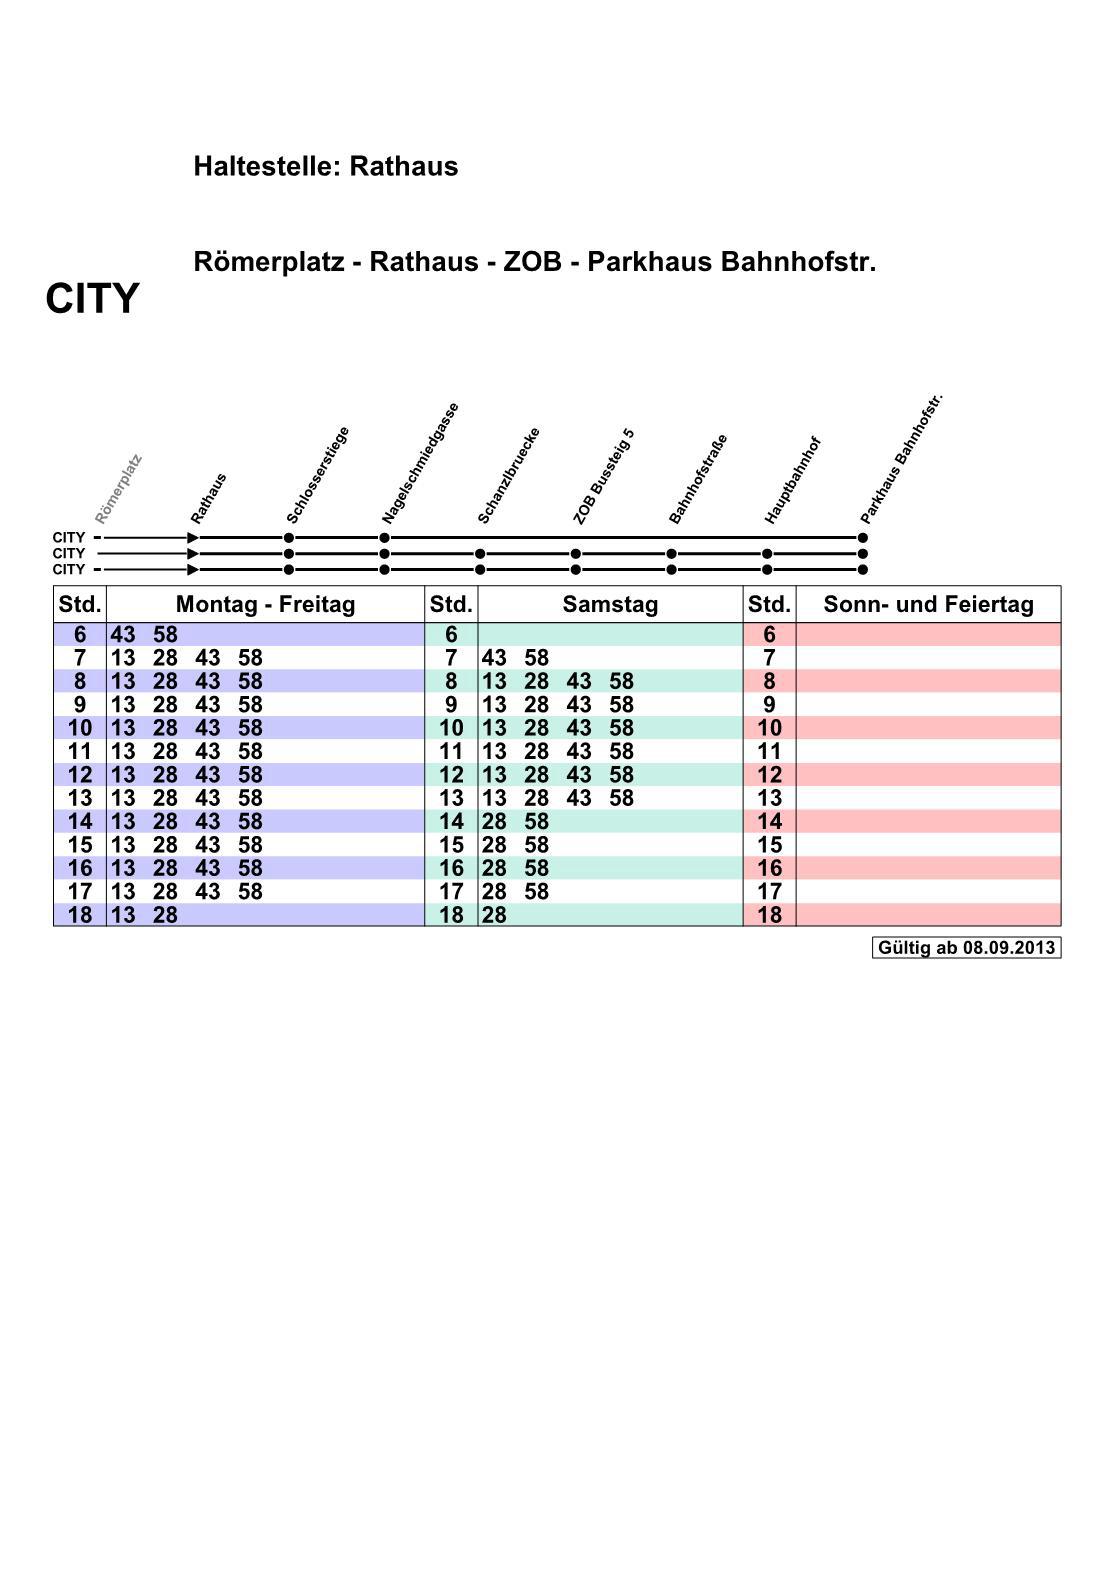 Haltestelle: Rathaus
Römerplatz - Rathaus - ZOB - Parkhaus Bahnhofstr.
CITY
Römerplatz
Rathaus
Schlosserstiege
Nagelschmiedgasse
Schanzlbruecke
ZOB Bussteig 5
Bahnhofstraße
Hauptbahnhof
Parkhaus Bahnhofstr.
CITY
CITY
CITY
Std. Montag - Freitag Std. Samstag Std. Sonn- und Feiertag
6 43 58 6 6
7 13 28 43 58 7 43 58 7
8 13 28 43 58 8 13 28 43 58 8
9 13 28 43 58 9 13 28 43 58 9
10 13 28 43 58 10 13 28 43 58 10
11 13 28 43 58 11 13 28 43 58 11
12 13 28 43 58 12 13 28 43 58 12
13 13 28 43 58 13 13 28 43 58 13
14 13 28 43 58 14 28 58 14
15 13 28 43 58 15 28 58 15
16 13 28 43 58 16 28 58 16
17 13 28 43 58 17 28 58 17
18 13 28 18 28 18
Gültig ab 08.09.2013